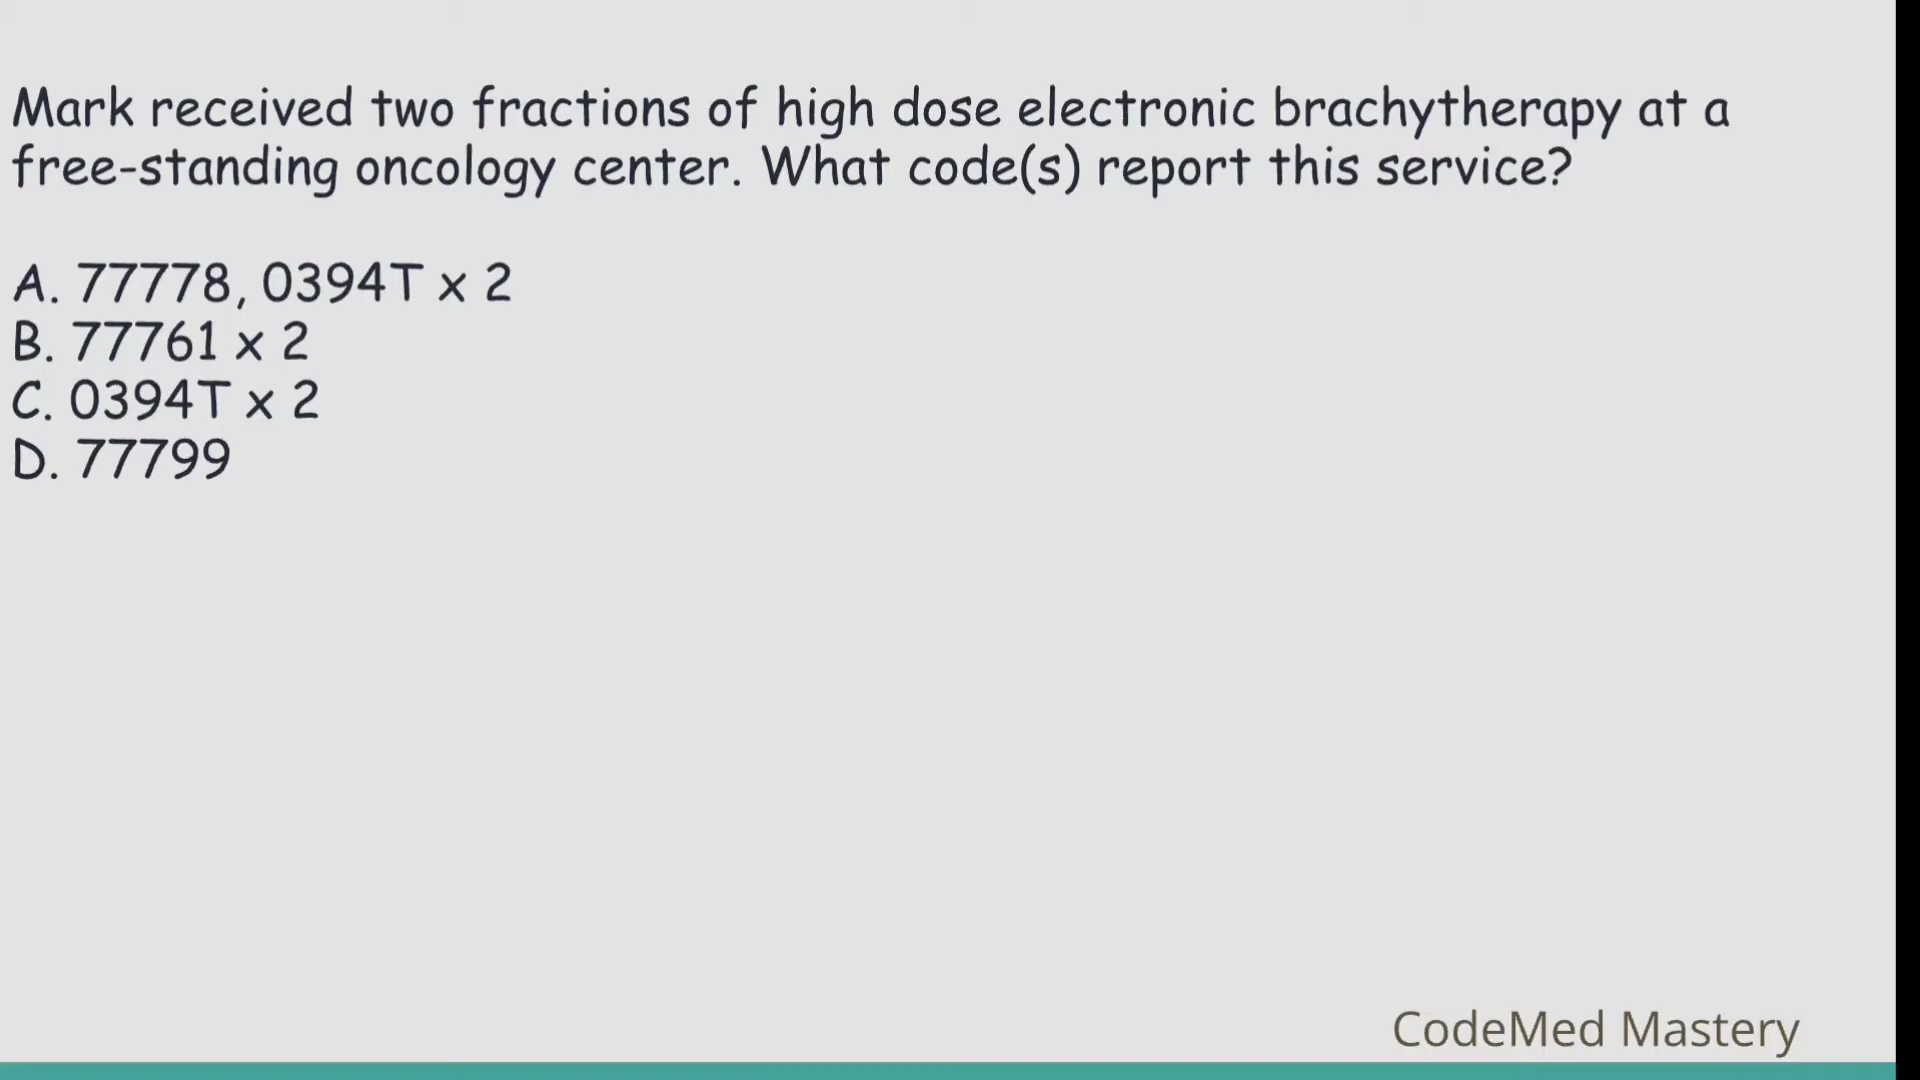 Mark received two fractions of high dose electronic brachytherapy at a
free-standing oncology center. What code(s) report this service?
A. 77778, 0394T x 2
B. 77761 x 2
C. 0394T x 2
D. 77799
CodeMed Mastery